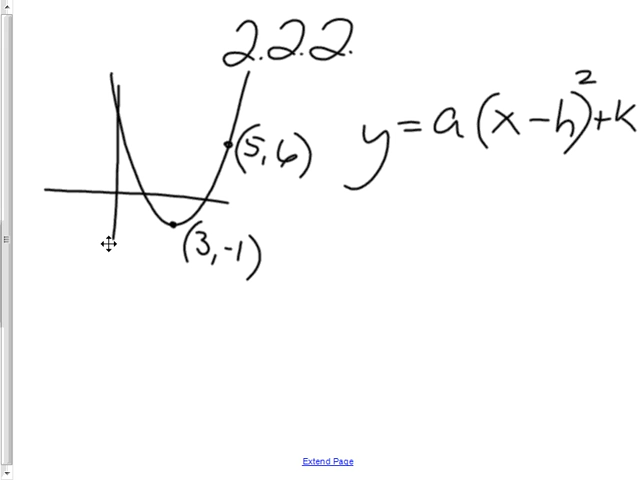 2.2.2.
y = a(x-h)²+k
(5,6)
(3,-1)
Extend Page